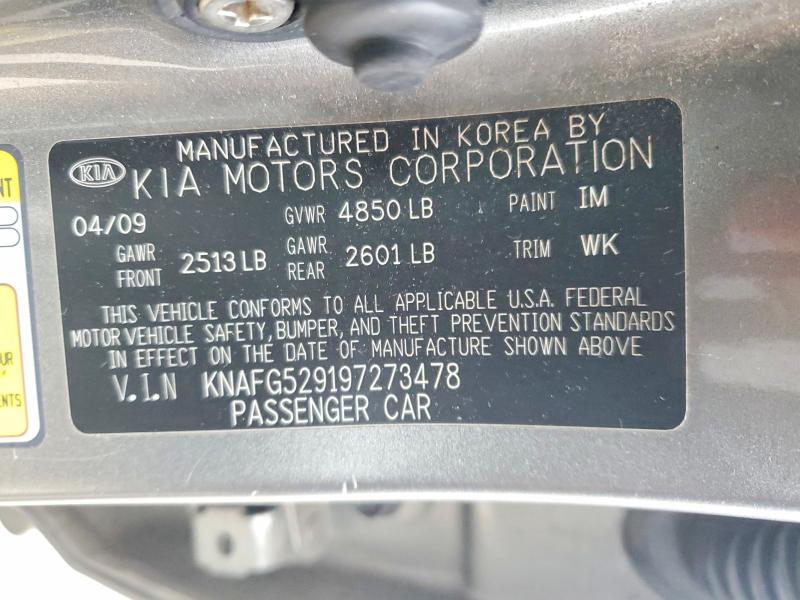 MANUFACTURED IN KOREA BY
KIA KIA MOTORS CORPORATION
04/09 GVWR 4850 LB PAINT IM
GAWR FRONT 2513 LB GAWR REAR 2601 LB TRIM WK
THIS VEHICLE CONFORMS TO ALL APPLICABLE U.S.A. FEDERAL
MOTOR VEHICLE SAFETY, BUMPER, AND THEFT PREVENTION STANDARDS
IN EFFECT ON THE DATE OF MANUFACTURE SHOWN ABOVE
V.I.N KNAFG529197273478
PASSENGER CAR